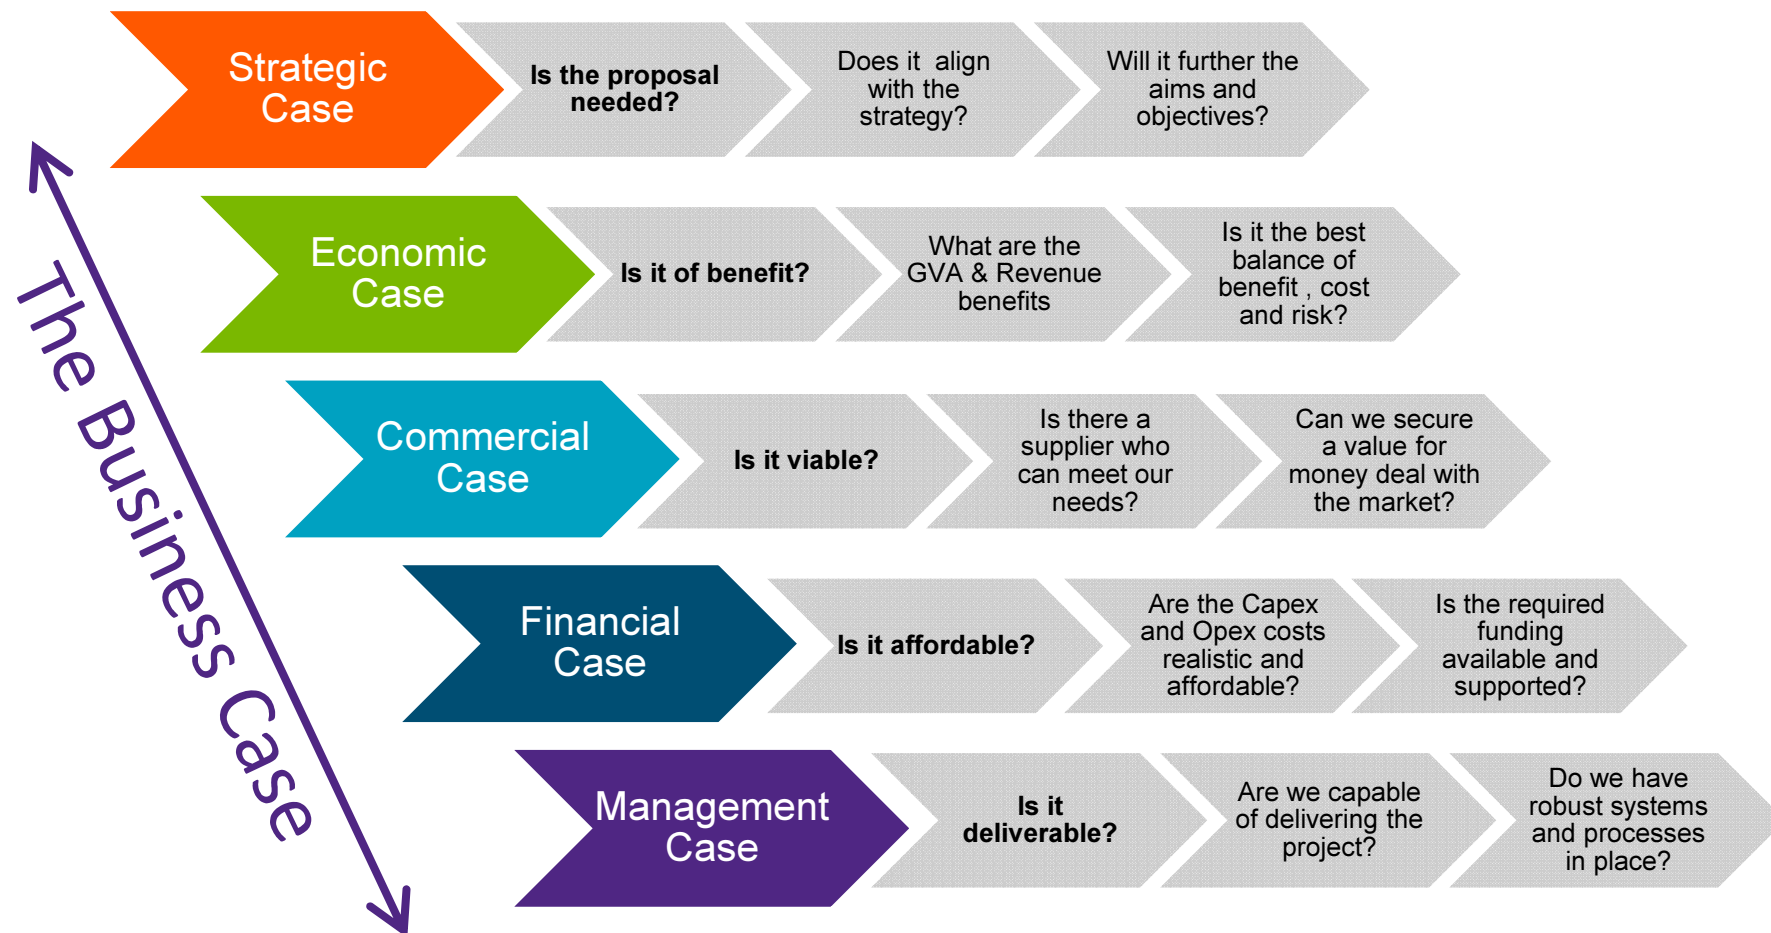 Strategic
Case
Is the proposal
needed?
Does it align
with the
strategy?
Will it further the
aims and
objectives?
Economic
Case
Is it of benefit?
What are the
GVA & Revenue
benefits
Is it the best
balance of
benefit , cost
and risk?
Commercial
Case
Is it viable?
Is there a
supplier who
can meet our
needs?
Can we secure
a value for
money deal with
the market?
Financial
Case
Is it affordable?
Are the Capex
and Opex costs
realistic and
affordable?
Is the required
funding
available and
supported?
Management
Case
Is it
deliverable?
Are we capable
of delivering the
project?
Do we have
robust systems
and processes
in place?
The Business Case